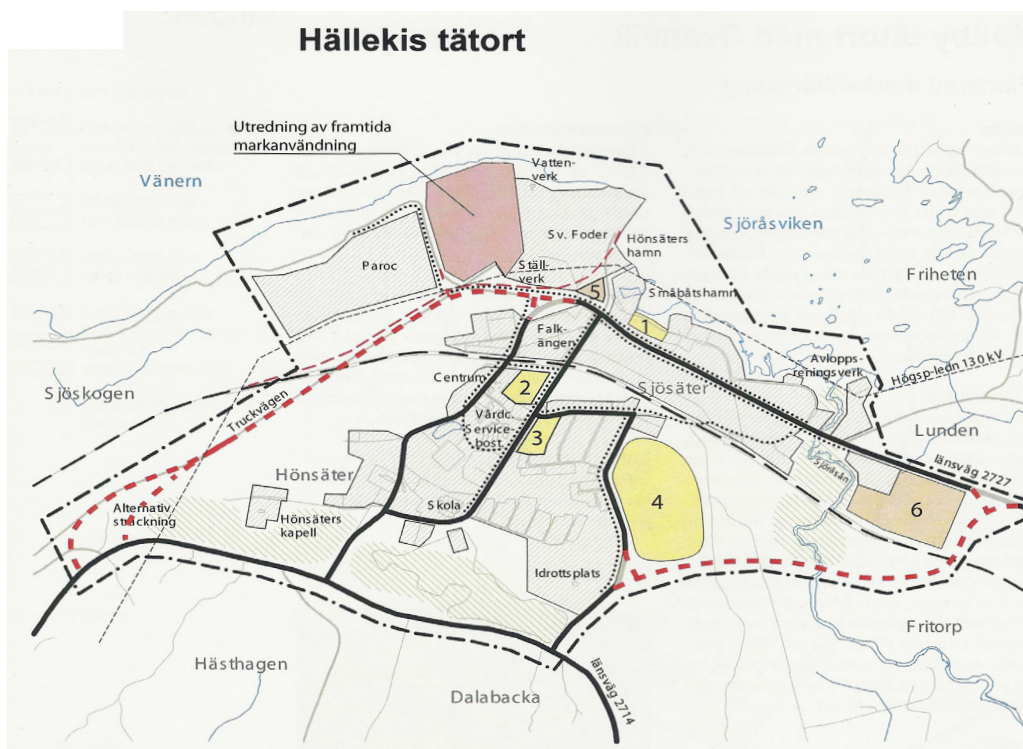 Hällekis tätort
Utredning av framtida
markanvändning
Vänern
Vatten-
verk
Sjöråsviken
Sv. Foder
Hönsäters
hamn
Paroc
Ställ-
verk
Friheten
5
Småbåtshamn
1
Falk-
ängen
Avlopps-
reningsverk
Högsp-ledn 130 kV
Sjöskogen
Centrum
2
Sjösäter
Truckvägen
Vårdc.
Service-
bost.
3
Lunden
länsväg 2727
Sjöråsån
Hönsäter
Skola
4
6
Alternativ
sträckning
Hönsäters
kapell
Idrottsplats
Fritorp
Hästhagen
Dalabacka
länsväg 2714